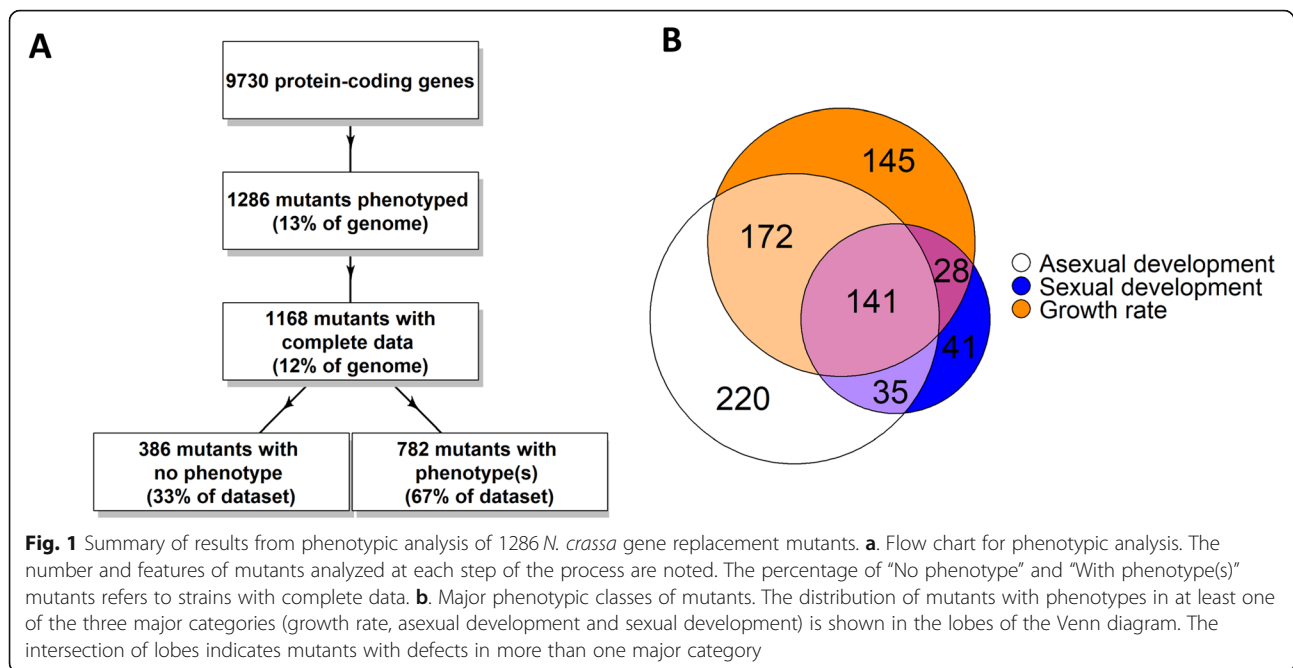 A
9730 protein-coding genes
1286 mutants phenotyped
(13% of genome)
1168 mutants with
complete data
(12% of genome)
386 mutants with
no phenotype
(33% of dataset)
782 mutants with
phenotype(s)
(67% of dataset)
B
145
172
28
141
41
35
220
Asexual development
Sexual development
Growth rate
Fig. 1 Summary of results from phenotypic analysis of 1286 N. crassa gene replacement mutants. a. Flow chart for phenotypic analysis. The
number and features of mutants analyzed at each step of the process are noted. The percentage of “No phenotype” and “With phenotype(s)”
mutants refers to strains with complete data. b. Major phenotypic classes of mutants. The distribution of mutants with phenotypes in at least one
of the three major categories (growth rate, asexual development and sexual development) is shown in the lobes of the Venn diagram. The
intersection of lobes indicates mutants with defects in more than one major category